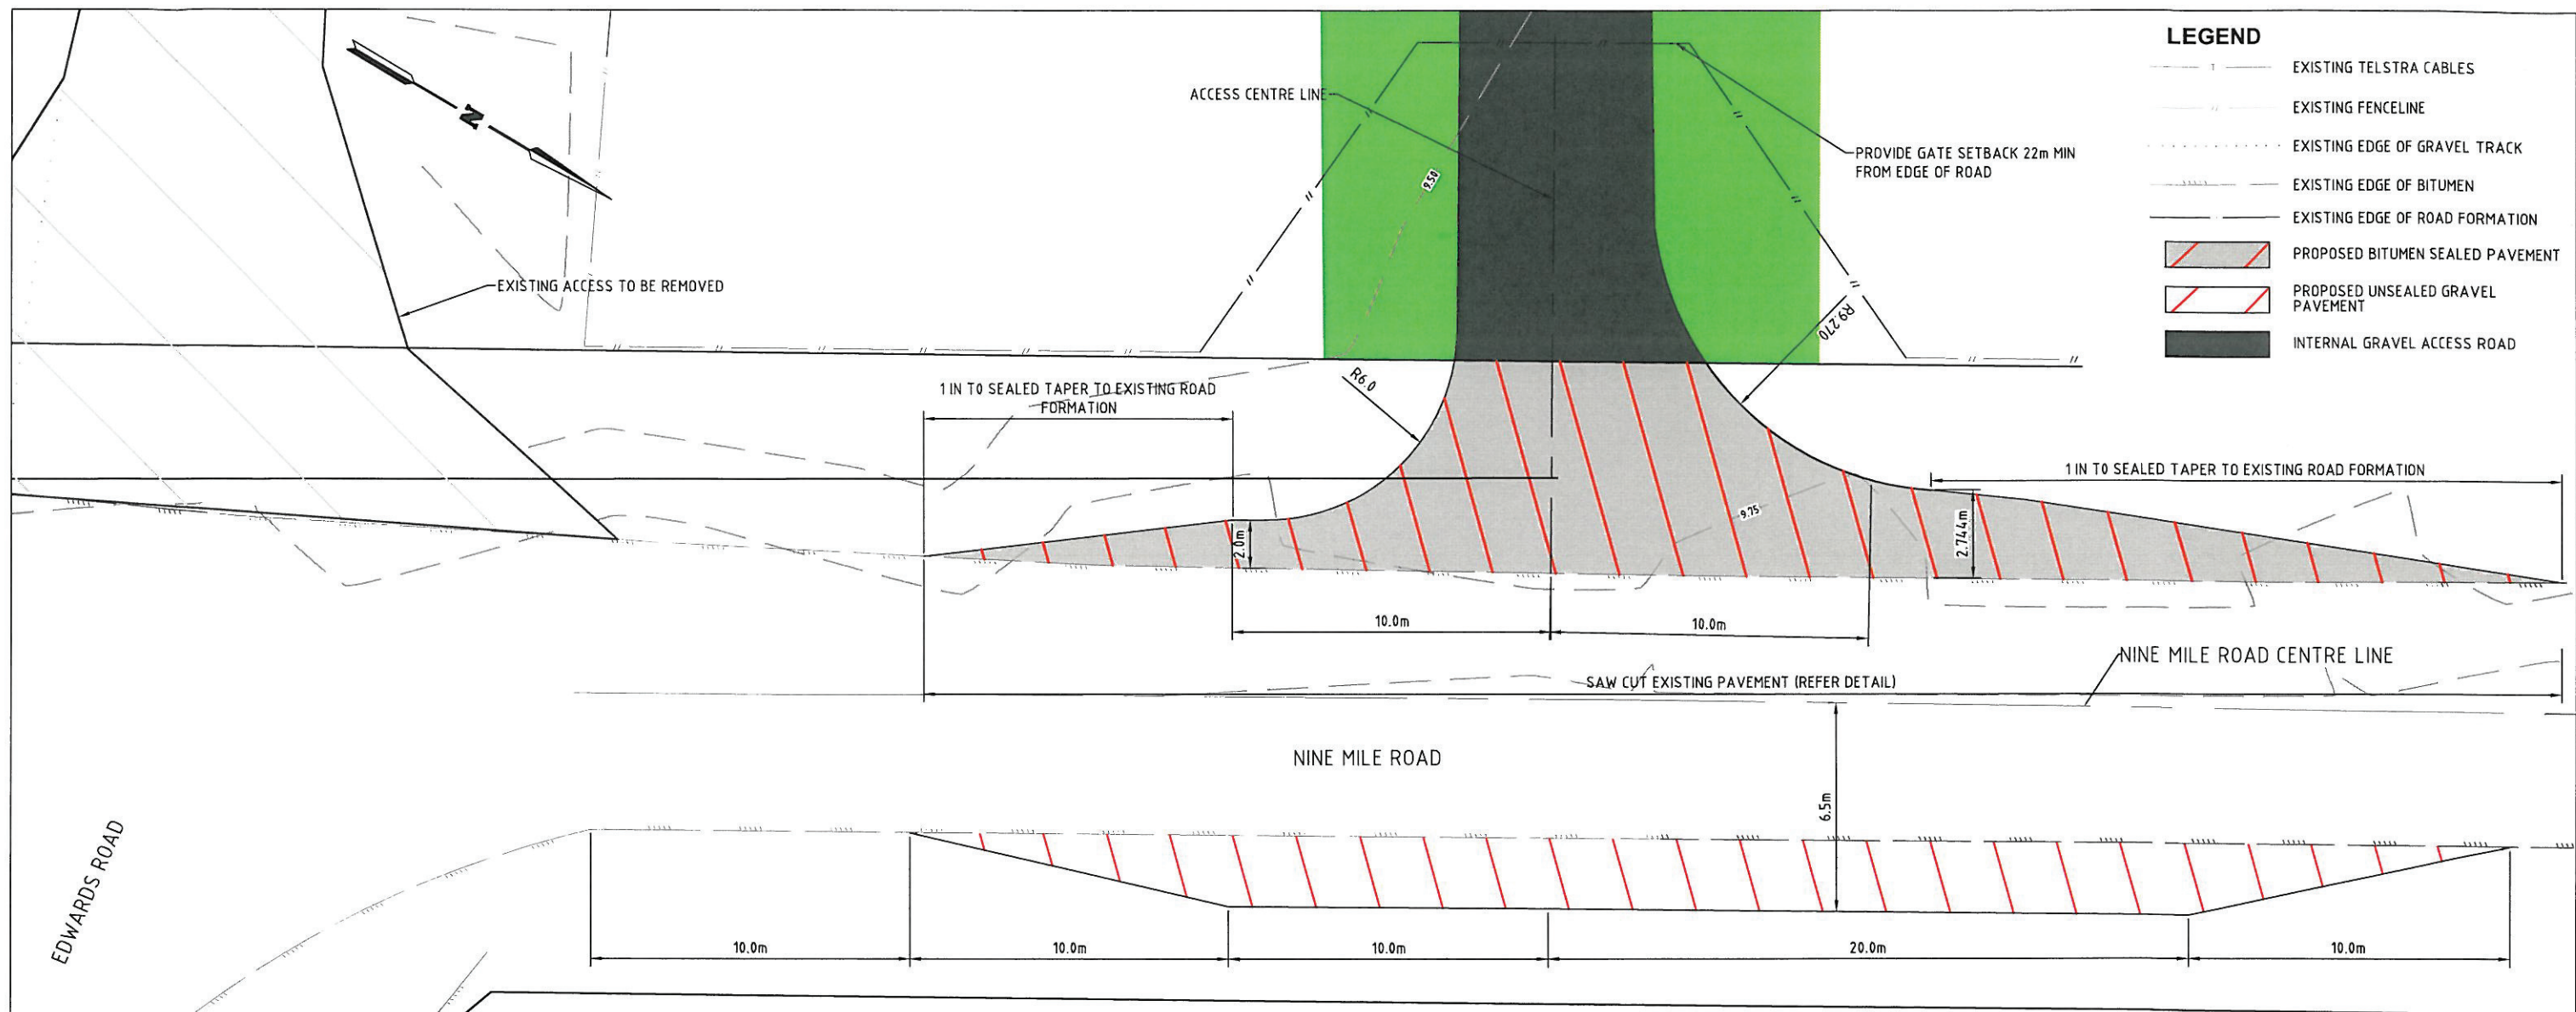 LEGEND
EXISTING TELSTRA CABLES
EXISTING FENCELINE
EXISTING EDGE OF GRAVEL TRACK
EXISTING EDGE OF BITUMEN
EXISTING EDGE OF ROAD FORMATION
PROPOSED BITUMEN SEALED PAVEMENT
PROPOSED UNSEALED GRAVEL
PAVEMENT
INTERNAL GRAVEL ACCESS ROAD
N
ACCESS CENTRE LINE
PROVIDE GATE SETBACK 22m MIN
FROM EDGE OF ROAD
9.50
EXISTING ACCESS TO BE REMOVED
R9.270
R6.0
1 IN 10 SEALED TAPER TO EXISTING ROAD
FORMATION
1 IN 10 SEALED TAPER TO EXISTING ROAD FORMATION
2.0m
9.75
2.744m
10.0m
10.0m
NINE MILE ROAD CENTRE LINE
SAW CUT EXISTING PAVEMENT (REFER DETAIL)
NINE MILE ROAD
6.5m
EDWARDS ROAD
10.0m
10.0m
10.0m
20.0m
10.0m